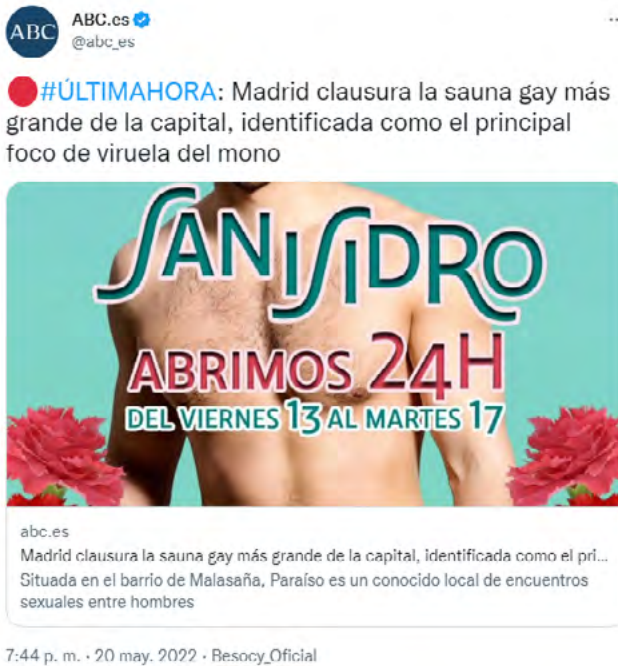 ABC
ABC.es
@abc_es
#ÚLTIMAHORA: Madrid clausura la sauna gay más
grande de la capital, identificada como el principal
foco de viruela del mono
SAN ISIDRO
ABRIMOS 24H
DEL VIERNES 13 AL MARTES 17
abc.es
Madrid clausura la sauna gay más grande de la capital, identificada como el pri...
Situada en el barrio de Malasaña, Paraíso es un conocido local de encuentros
sexuales entre hombres
7:44 p. m. · 20 may. 2022 · Besocy_Oficial